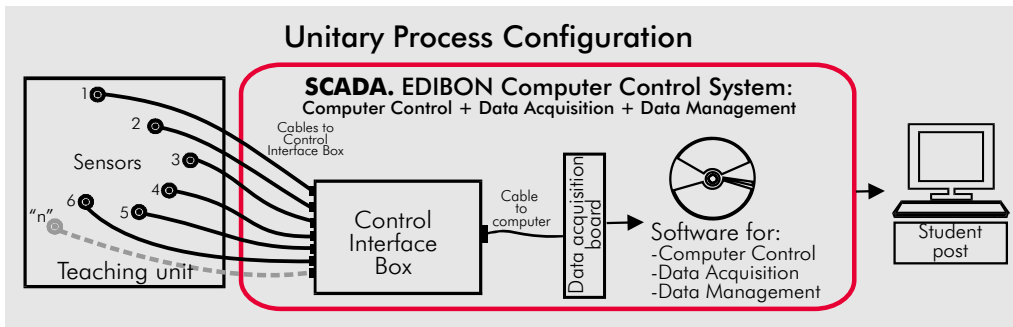 Unitary Process Configuration
SCADA. EDIBON Computer Control System:
Computer Control + Data Acquisition + Data Management
1
2
3
4
5
6
“n”
Sensors
Teaching unit
Cables to
Control
Interface Box
Control
Interface
Box
Cable
to
computer
Data acquisition
board
Software for:
-Computer Control
-Data Acquisition
-Data Management
Student
post